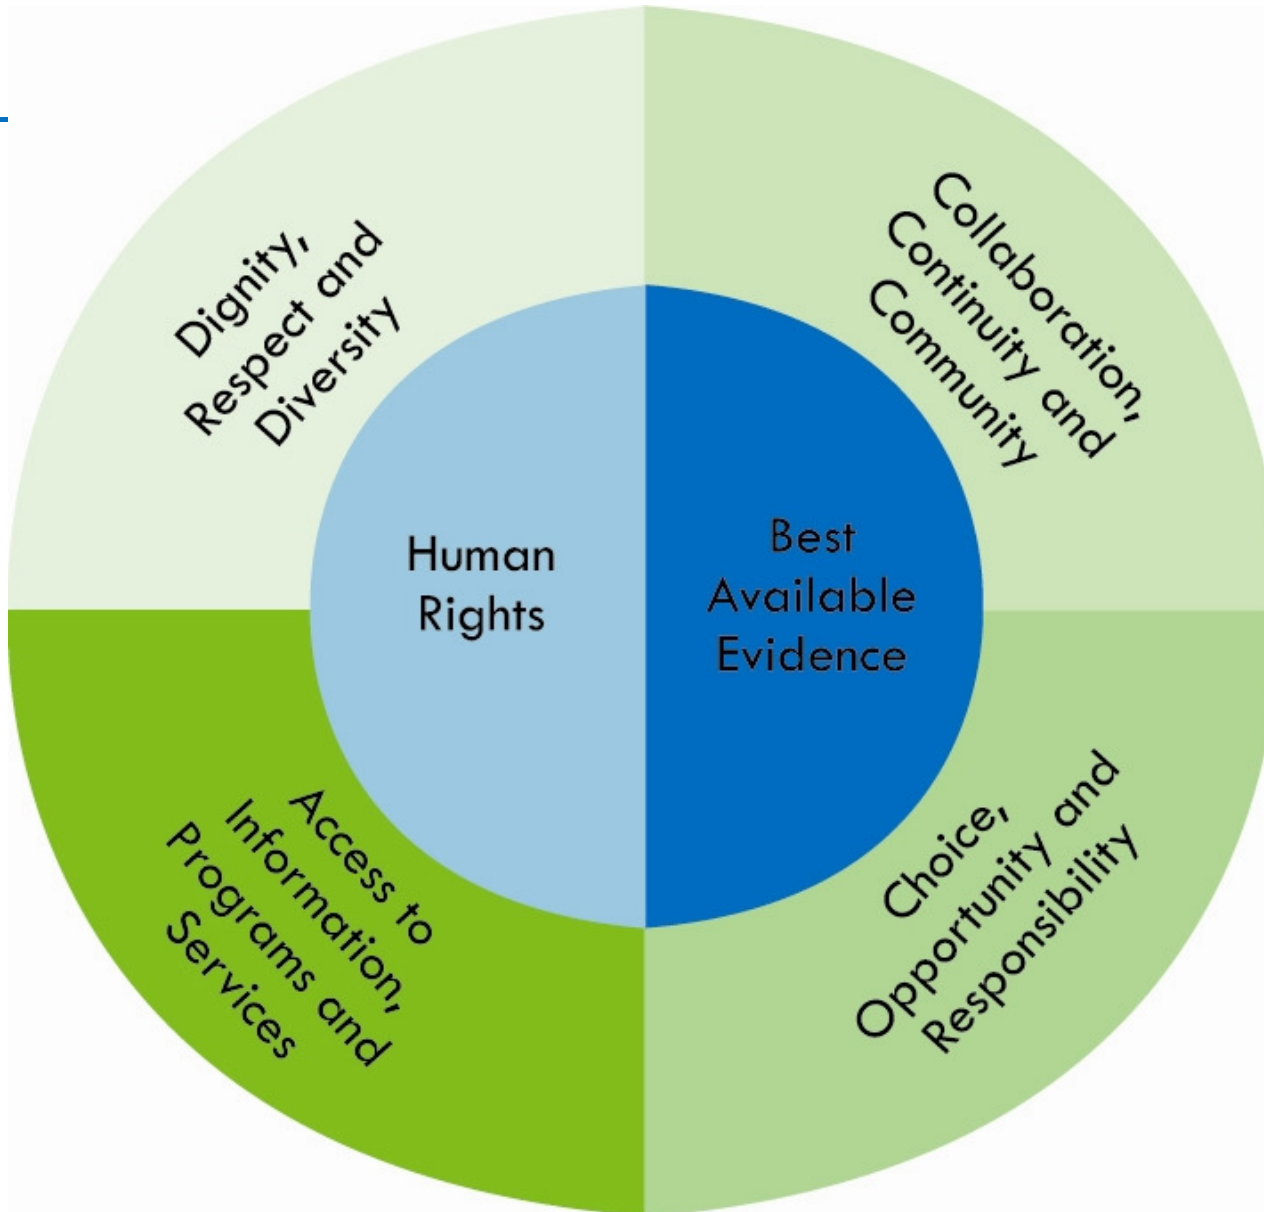 Dignity,
Respect and
Diversity
Collaboration,
Continuity and
Community
Human
Rights
Best
Available
Evidence
Access to
Information,
Programs and
Services
Choice,
Opportunity and
Responsibility